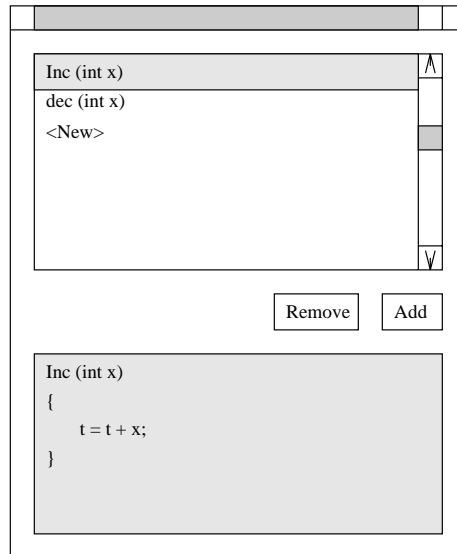 Inc (int x)
dec (int x)
<New>
Remove
Add
Inc (int x)
{
t = t + x;
}